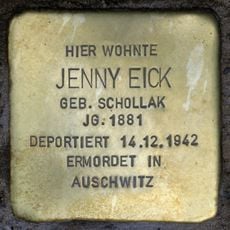 HIER WOHNTE
JENNY EICK
GEB. SCHOLLAK
JG. 1881
DEPORTIERT 14.12.1942
ERMORDET IN
AUSCHWITZ